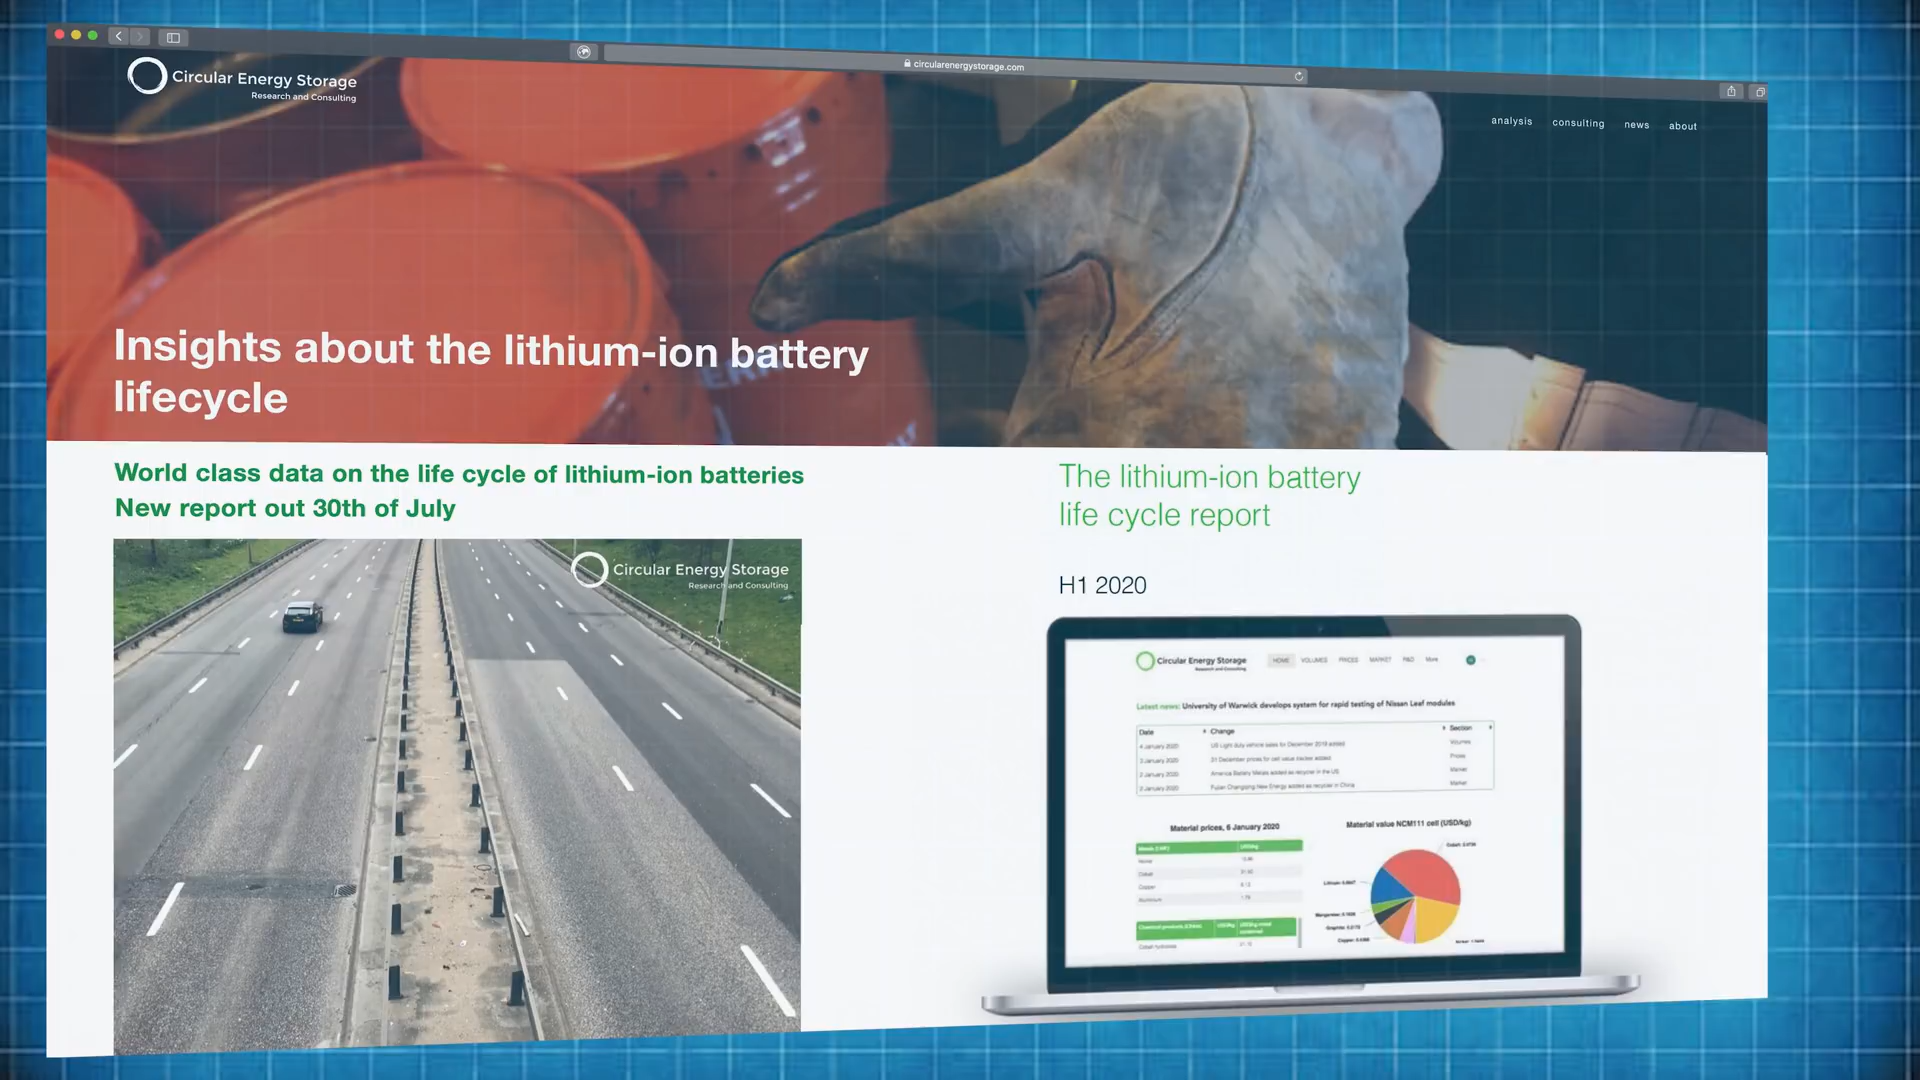 circularenergystorage.com
Circular Energy Storage
Research and Consulting
analysis consulting news about
Insights about the lithium-ion battery
lifecycle
World class data on the life cycle of lithium-ion batteries
New report out 30th of July
Circular Energy Storage
Research and Consulting
The lithium-ion battery
life cycle report
H1 2020
Circular Energy Storage
Research and Consulting
HOME VOLUMES PRICES MARKET R&D More
Latest news: University of Warwick develops system for rapid testing of Nissan Leaf modules
Date Change Section
4 January 2020 US Light duty vehicle sales for December 2019 added Volumes
3 January 2020 31 December prices for cell value tracker added Prices
2 January 2020 America Battery Metals added as recycler in the US Market
2 January 2020 added as recycler in China Market
Material prices, 6 January 2020
Material value NCM111 cell (USD/kg)
Cobalt
Copper
Aluminium